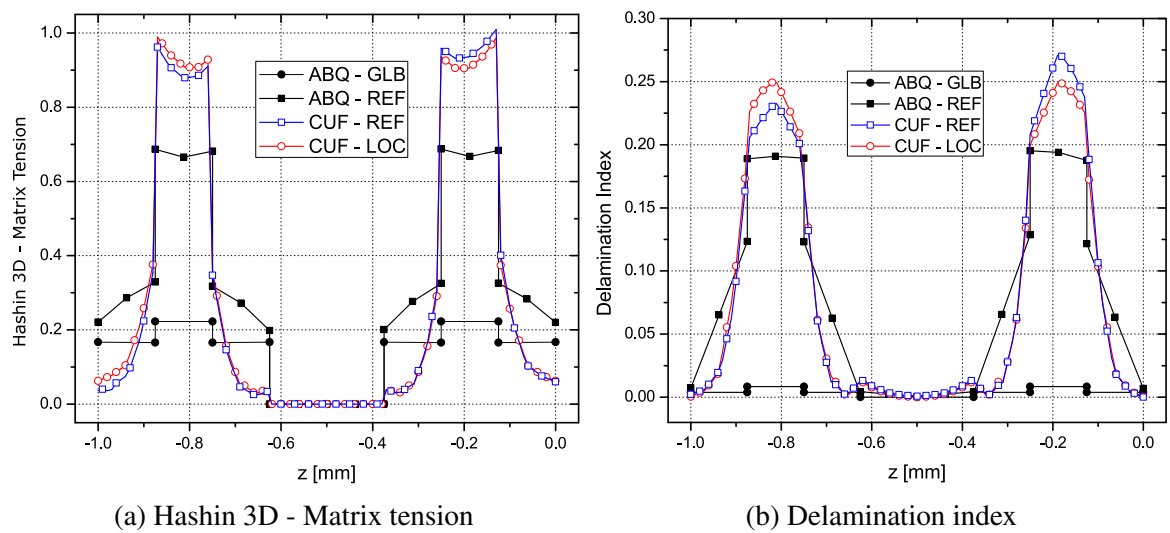 (a)
(b)
Hashin 3D - Matrix Tension
1.0
0.8
0.6
0.4
0.2
0.0
ABQ - GLB
ABQ - REF
CUF - REF
CUF - LOC
-1.0 -0.8 -0.6 -0.4 -0.2 0.0
z [mm]
Delamination Index
0.30
0.25
0.20
0.15
0.10
0.05
0.00
ABQ - GLB
ABQ - REF
CUF - REF
CUF - LOC
-1.0 -0.8 -0.6 -0.4 -0.2 0.0
z [mm]
(a) Hashin 3D - Matrix tension
(b) Delamination index